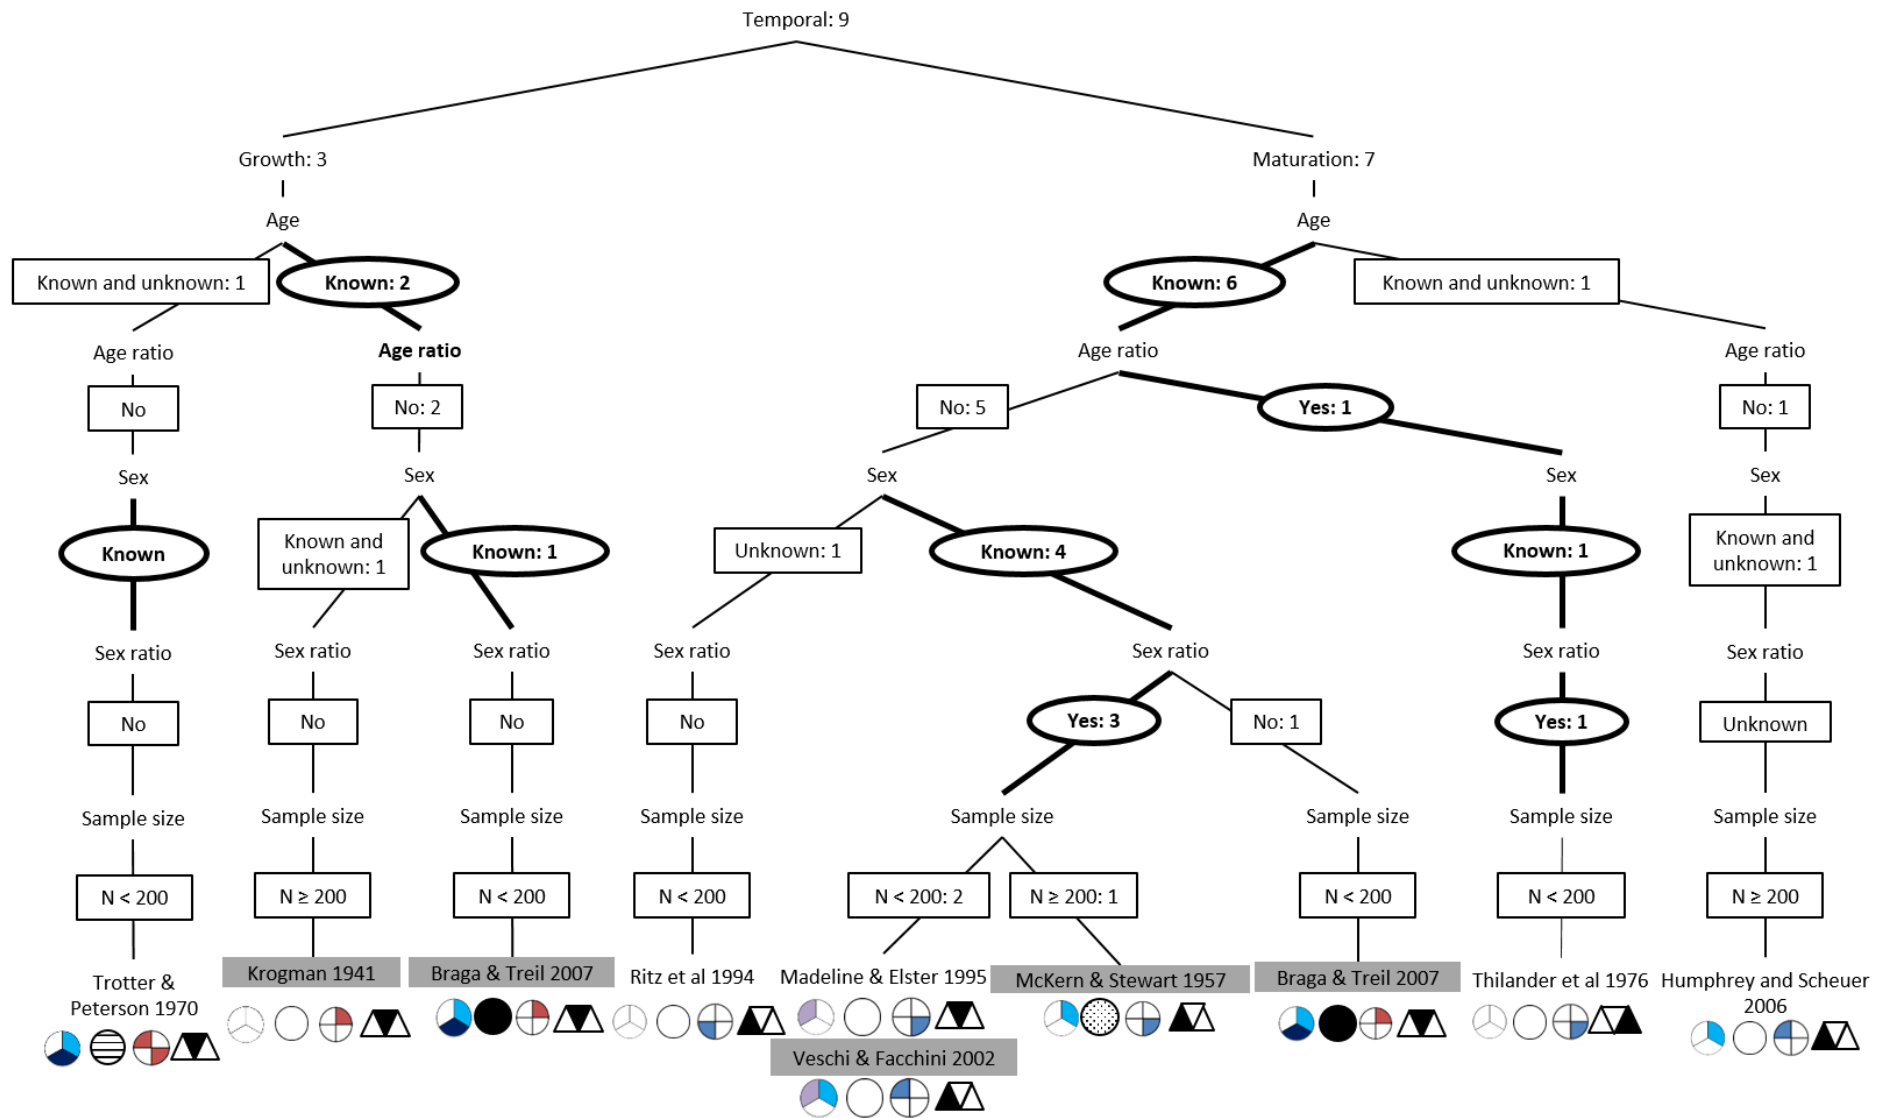 Temporal: 9
Growth: 3
Maturation: 7
Age
Age
Known and unknown: 1
Known: 2
Known: 6
Known and unknown: 1
Age ratio
Age ratio
Age ratio
Age ratio
No
No: 2
No: 5
Yes: 1
No: 1
Sex
Sex
Sex
Sex
Sex
Known
Known and
unknown: 1
Known: 1
Unknown: 1
Known: 4
Known: 1
Known and
unknown: 1
Sex ratio
Sex ratio
Sex ratio
Sex ratio
Sex ratio
Sex ratio
Sex ratio
No
No
No
No
Yes: 3
No: 1
Yes: 1
Unknown
Sample size
Sample size
Sample size
Sample size
Sample size
Sample size
Sample size
Sample size
N < 200
N ≥ 200
N < 200
N < 200
N < 200: 2
N ≥ 200: 1
N < 200
N < 200
N ≥ 200
Trotter &
Peterson 1970
Krogman 1941
Braga & Treil 2007
Ritz et al 1994
Madeline & Elster 1995
McKern & Stewart 1957
Braga & Treil 2007
Thilander et al 1976
Humphrey and Scheuer
2006
Veschi & Facchini 2002